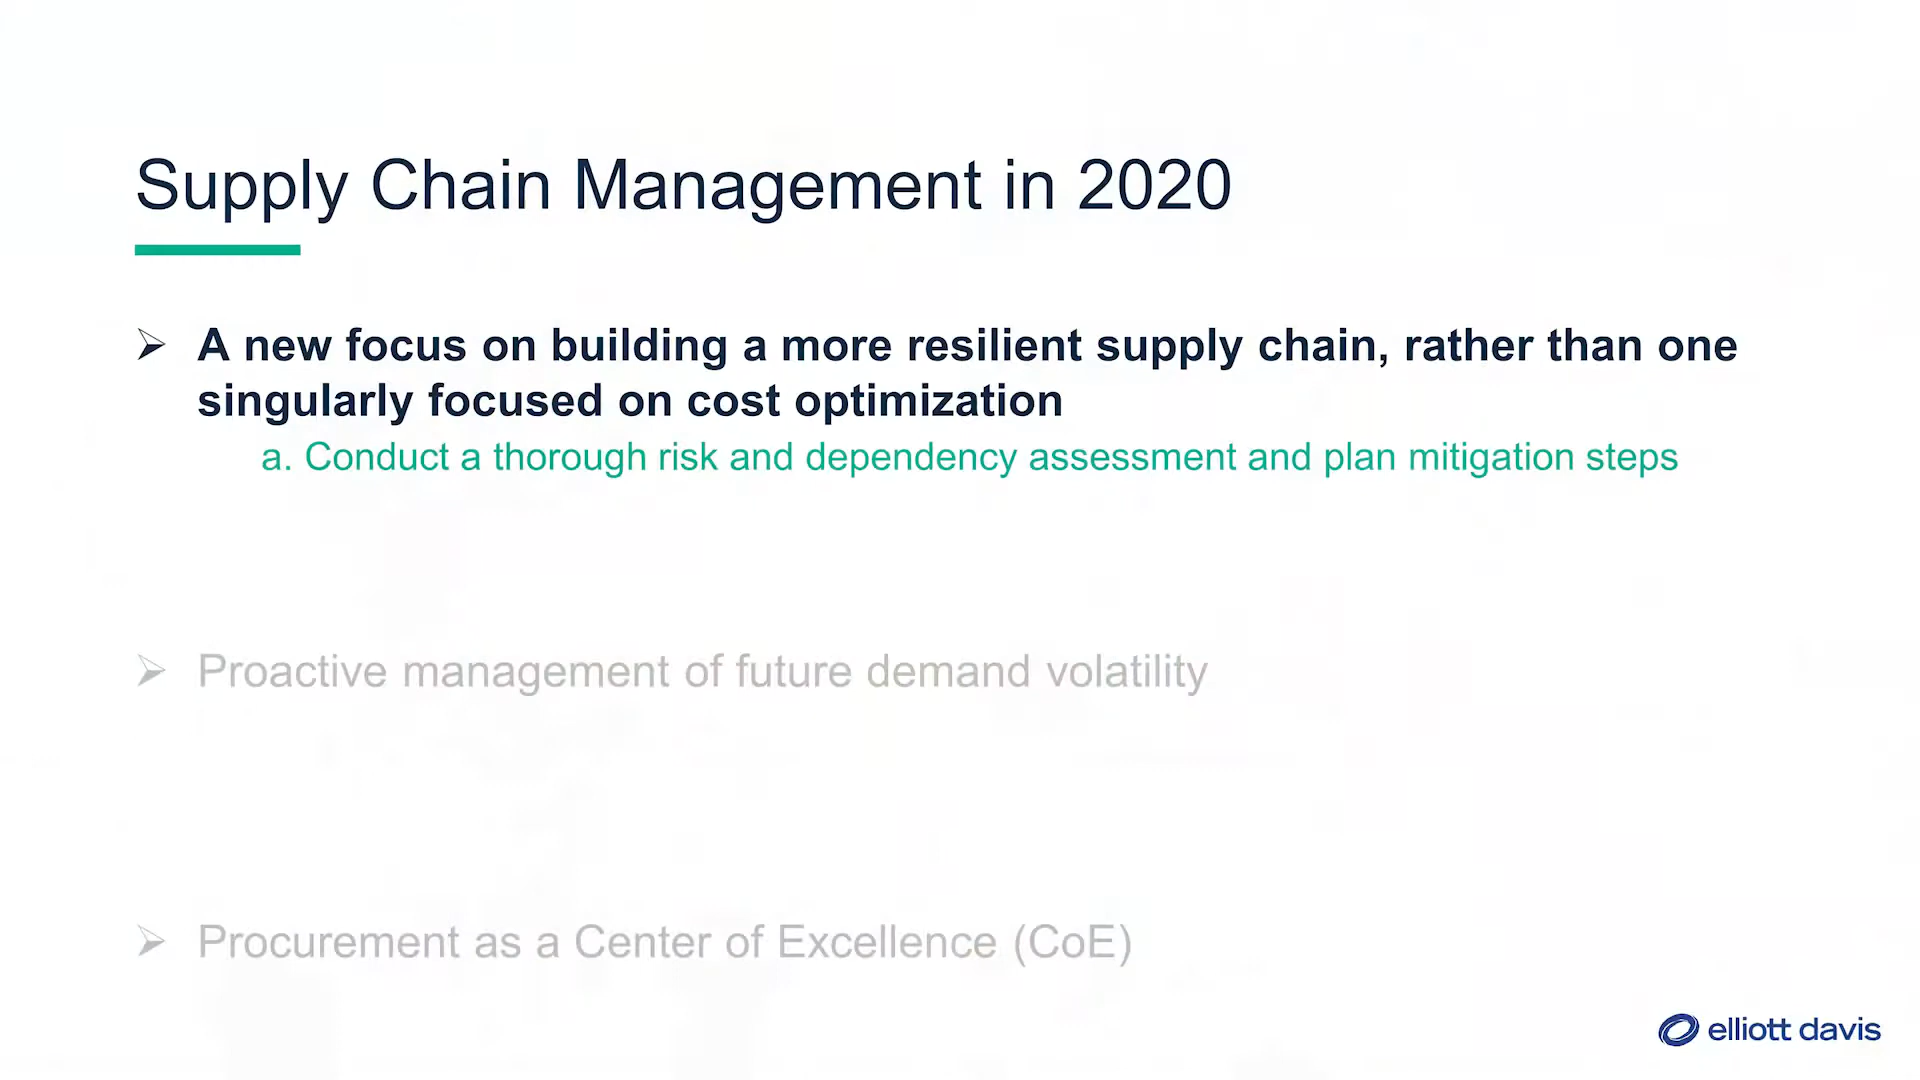 Supply Chain Management in 2020
A new focus on building a more resilient supply chain, rather than one
singularly focused on cost optimization
a. Conduct a thorough risk and dependency assessment and plan mitigation steps
Proactive management of future demand volatility
Procurement as a Center of Excellence (CoE)
elliott davis